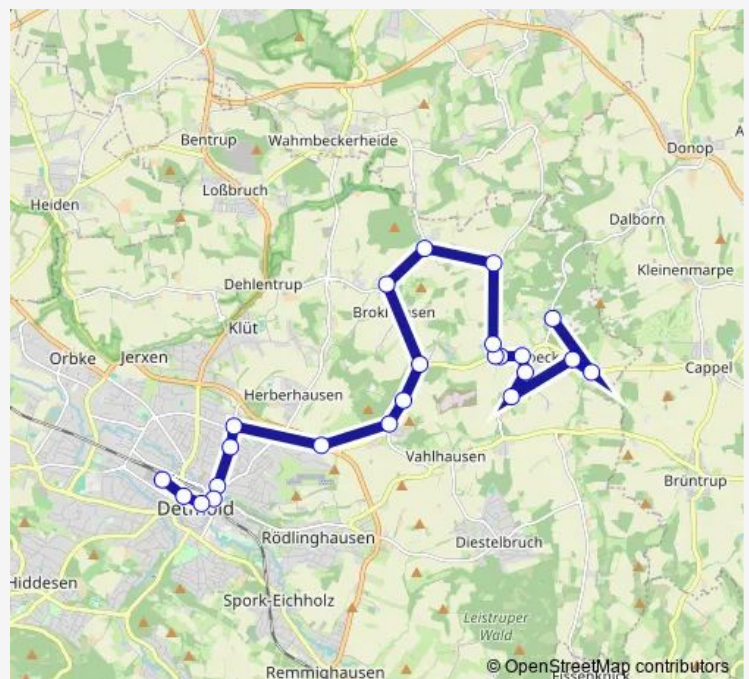 Bentrup
Wahmbeckerheide
Donop
Loßbruch
Heiden
Dalborn
Kleinenmarpe
Dehlentrup
Klüt
Orbke
Jerxen
Cappel
Herberhausen
Vahlhausen
Brüntrup
Rödlinghausen
Diestelbruch
Hiddesen
Spork-Eichholz
Leistruper
Wald
Remmighausen
© OpenStreetMap contributors